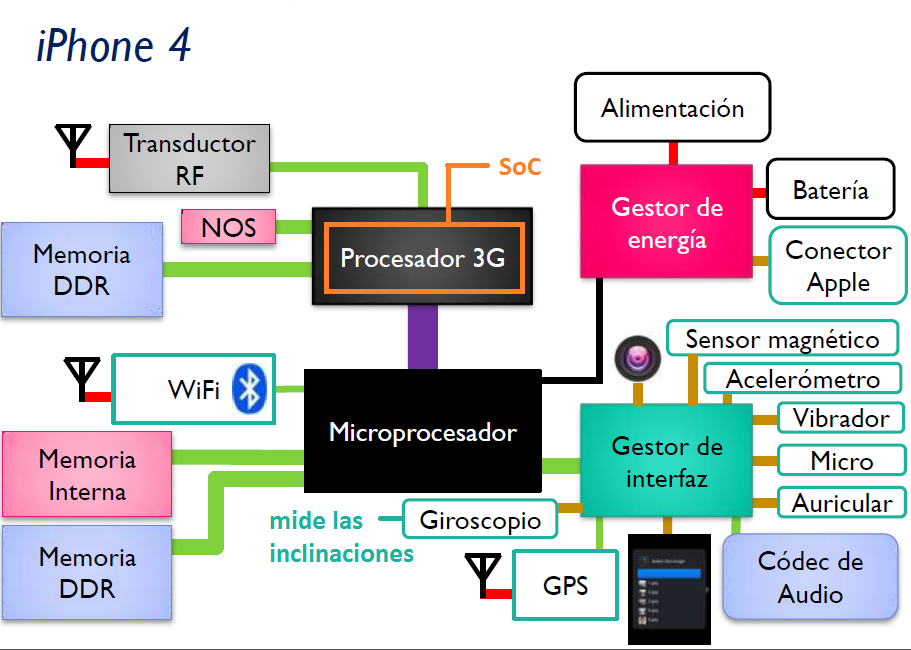 iPhone 4
Alimentación
Transductor
RF
SoC
Batería
Gestor de
energía
NOS
Procesador 3G
Memoria
DDR
Conector
Apple
Sensor magnético
WiFi
Acelerómetro
Microprocesador
Vibrador
Gestor de
interfaz
Micro
Memoria
Interna
Auricular
mide las
inclinaciones
Giroscopio
Memoria
DDR
GPS
Códec de
Audio